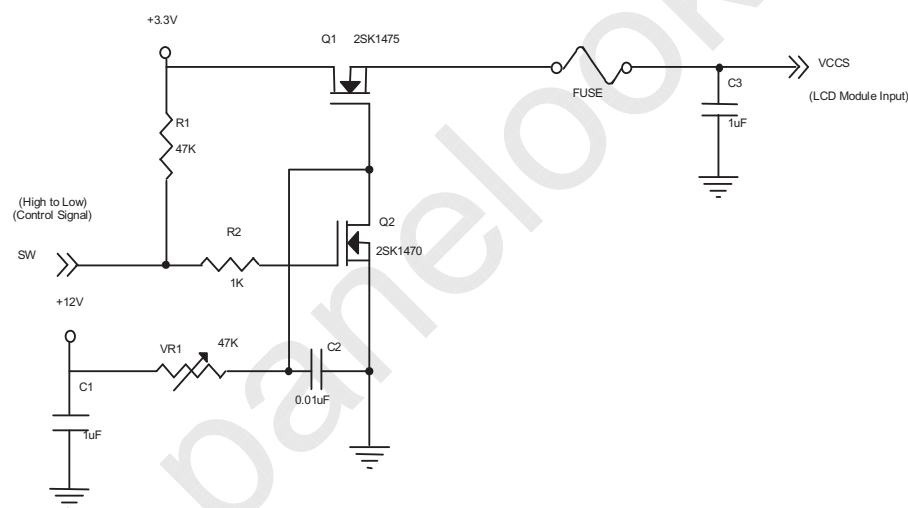 +3.3V
Q1 2SK1475
VCCS
FUSE
C3
(LCD Module Input)
R1
1uF
47K
(High to Low)
(Control Signal)
Q2
R2
SW
2SK1470
1K
+12V
VR1
47K
C2
C1
0.01uF
1uF
panelook